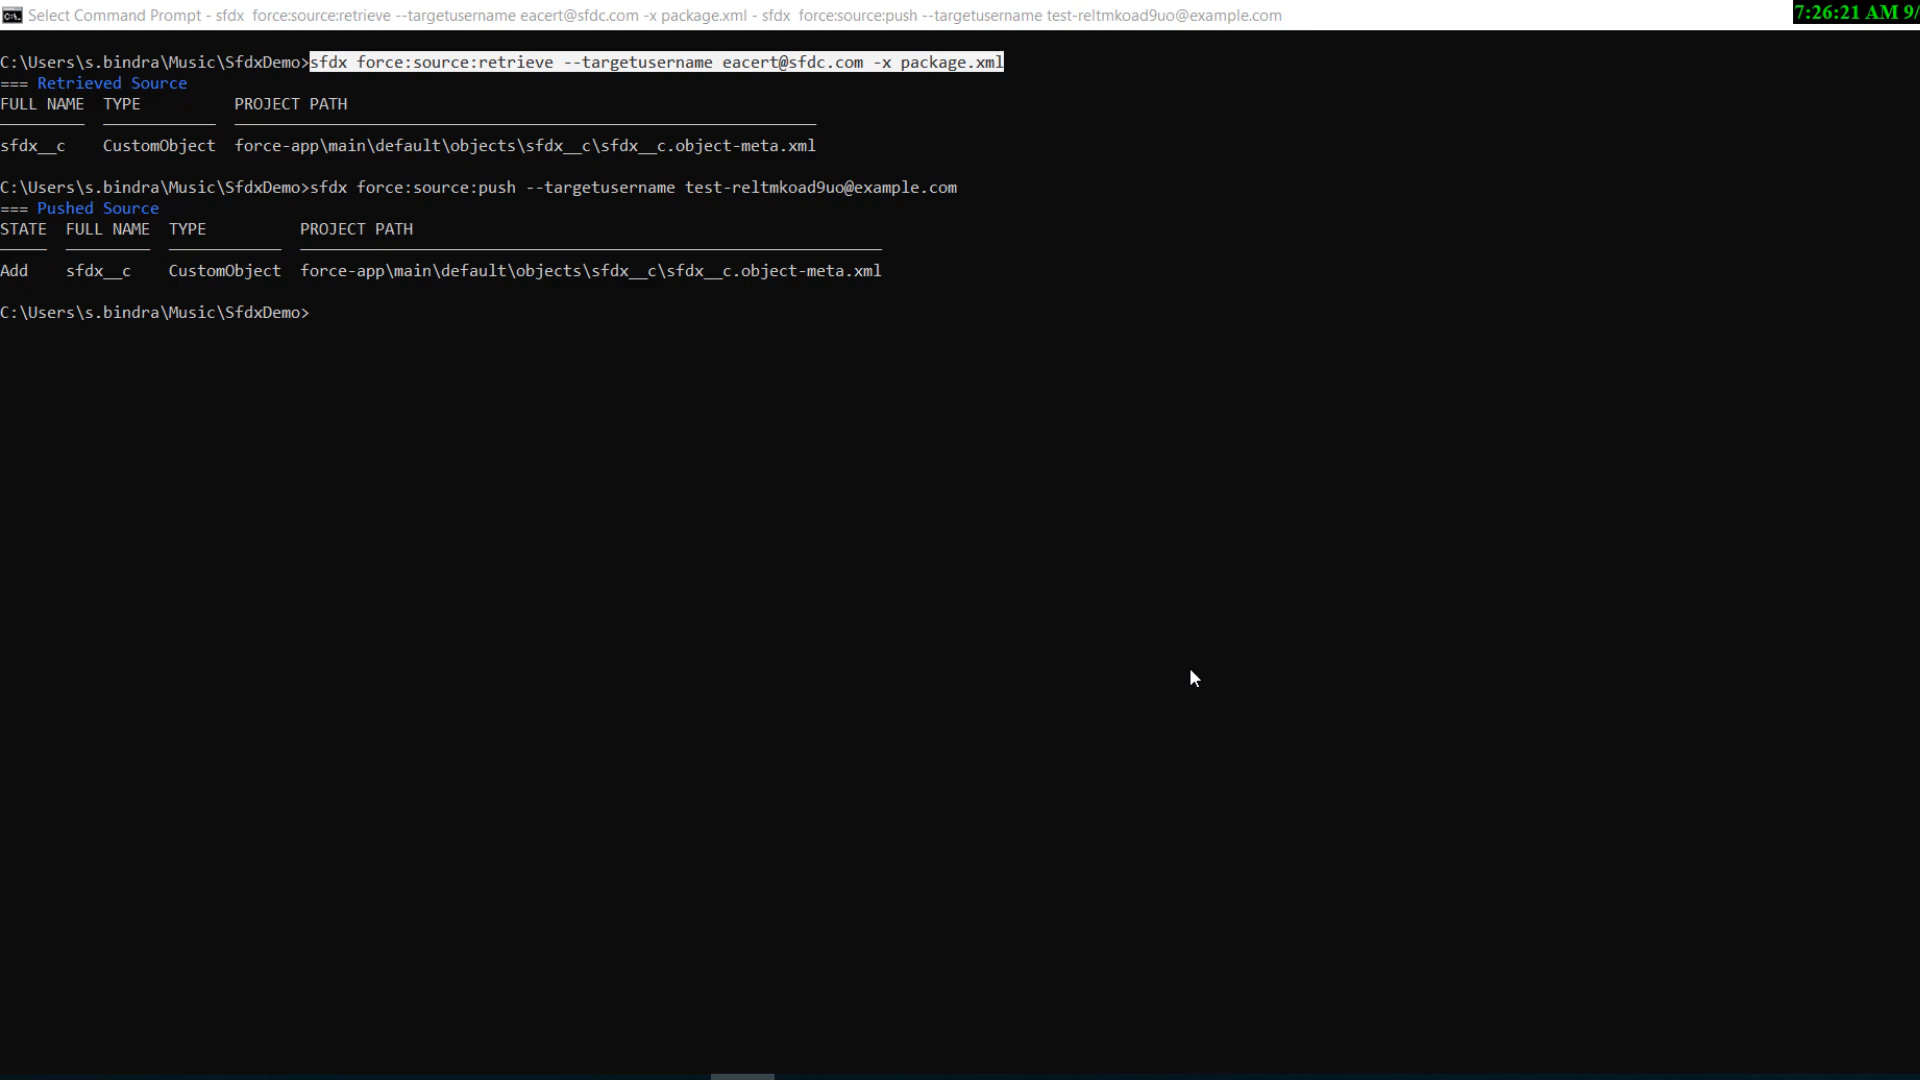 Select Command Prompt - sfdx  force:source:retrieve --targetusername eacert@sfdc.com -x package.xml - sfdx  force:source:push --targetusername test-reltmkoad9uo@example.com
7:26:21 AM 9/
C:\Users\s.bindra\Music\SfdxDemo>sfdx force:source:retrieve --targetusername eacert@sfdc.com -x package.xml
=== Retrieved Source
FULL NAME  TYPE          PROJECT PATH
sfdx__c    CustomObject  force-app\main\default\objects\sfdx__c\sfdx__c.object-meta.xml
C:\Users\s.bindra\Music\SfdxDemo>sfdx force:source:push --targetusername test-reltmkoad9uo@example.com
=== Pushed Source
STATE  FULL NAME  TYPE          PROJECT PATH
Add    sfdx__c    CustomObject  force-app\main\default\objects\sfdx__c\sfdx__c.object-meta.xml
C:\Users\s.bindra\Music\SfdxDemo>